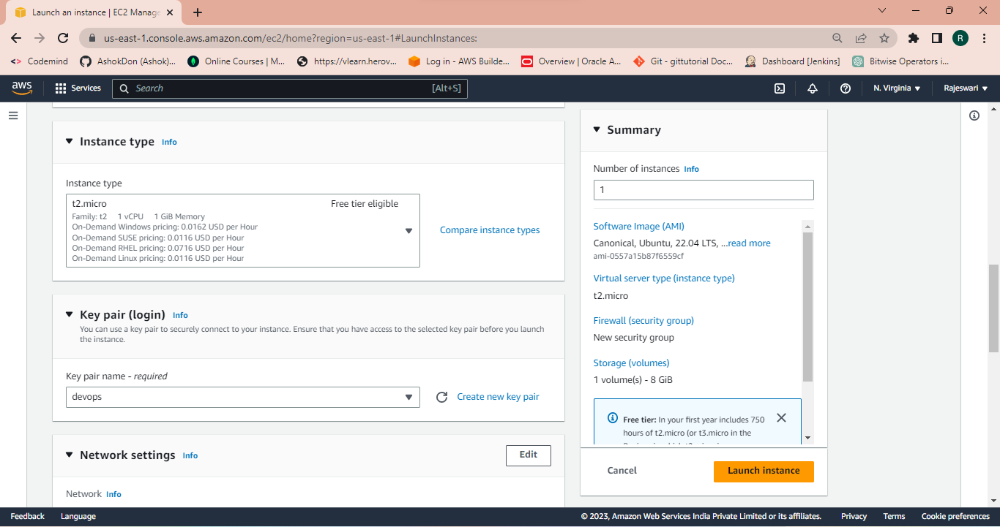 Launch an instance | EC2 Manage
us-east-1.console.aws.amazon.com/ec2/home?region=us-east-1#LaunchInstances:
R
Codemind
AshokDon (Ashok)...
Online Courses | M...
https://vlearn.herov...
Log in - AWS Builde...
Overview | Oracle A...
Git - gittutorial Doc...
Dashboard [Jenkins]
Bitwise Operators i...
aws
Services
Search
[Alt+S]
N. Virginia
Rajeswari
Instance type Info
Instance type
t2.micro Free tier eligible
Family: t2 1 vCPU 1 GiB Memory
On-Demand Windows pricing: 0.0162 USD per Hour
On-Demand SUSE pricing: 0.0116 USD per Hour
On-Demand RHEL pricing: 0.0716 USD per Hour
On-Demand Linux pricing: 0.0116 USD per Hour
Compare instance types
Key pair (login) Info
You can use a key pair to securely connect to your instance. Ensure that you have access to the selected key pair before you launch
the instance.
Key pair name - required
devops
Create new key pair
Network settings Info
Edit
Network Info
Summary
Number of instances Info
1
Software Image (AMI)
Canonical, Ubuntu, 22.04 LTS, ...read more
ami-0557a15b87f6559cf
Virtual server type (instance type)
t2.micro
Firewall (security group)
New security group
Storage (volumes)
1 volume(s) - 8 GiB
Free tier: In your first year includes 750
hours of t2.micro (or t3.micro in the
Cancel
Launch instance
Feedback
Language
© 2023, Amazon Web Services India Private Limited or its affiliates.
Privacy
Terms
Cookie preferences